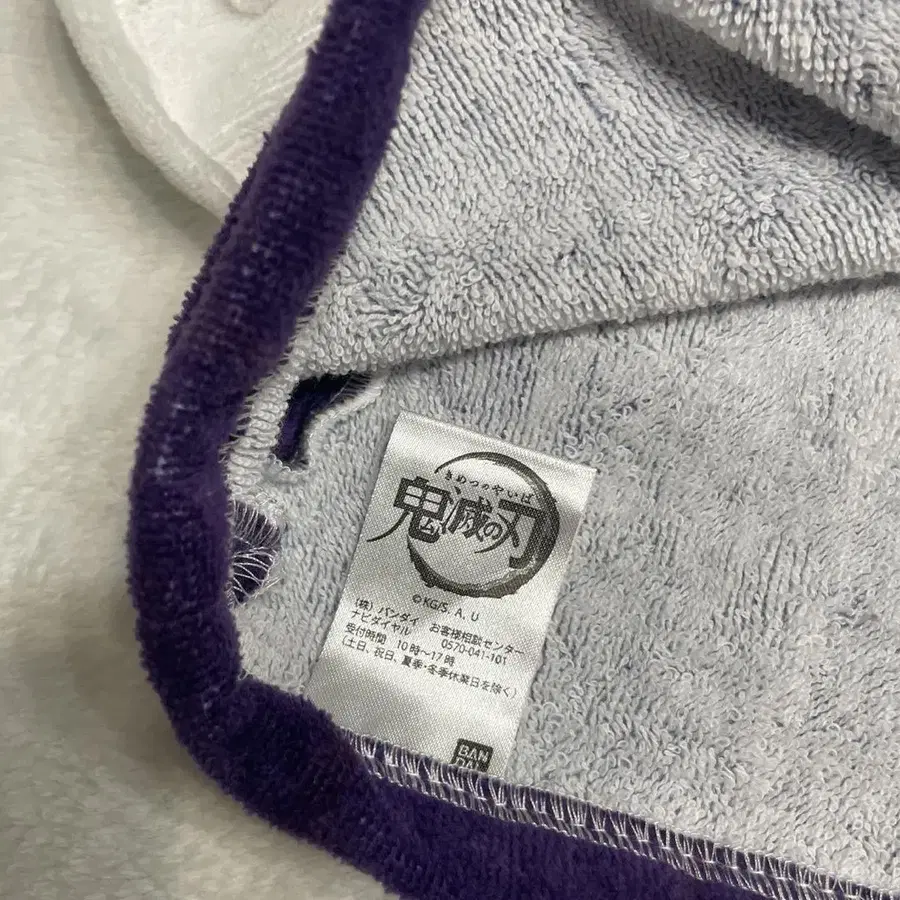 きめつのやいば
鬼滅の刃
©KG/S, A, U
(株) バンダイ お客様相談センター
ナビダイヤル 0570-041-101
受付時間 10時～17時
(土日、祝日、夏季・冬季休業日を除く)
BAN
DAI